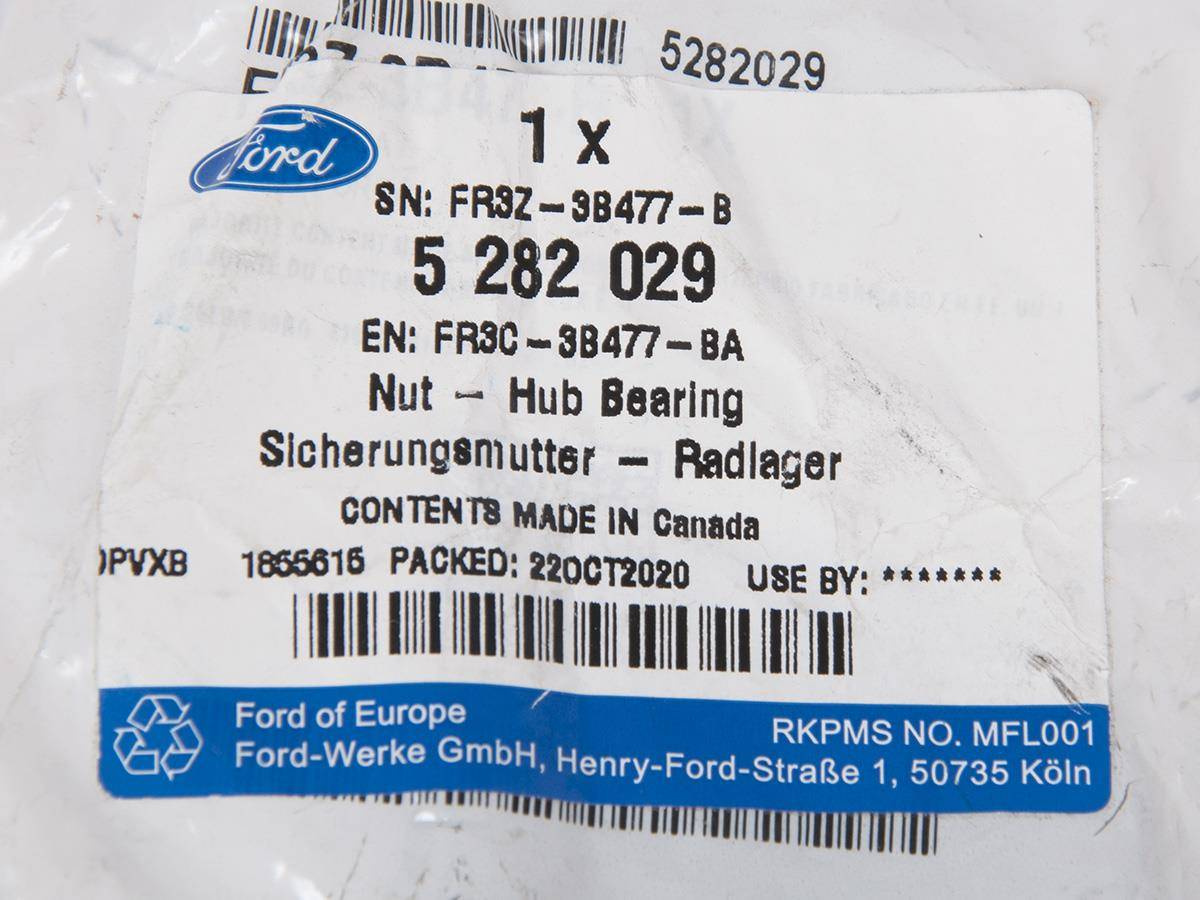 5282029
Ford
1 x
SN: FR3Z-3B477-B
5 282 029
EN: FR3C-3B477-BA
Nut - Hub Bearing
Sicherungsmutter - Radlager
CONTENTS MADE IN Canada
PVXB 1855615 PACKED: 22OCT2020 USE BY: *******
Ford of Europe
RKPMS NO. MFL001
Ford-Werke GmbH, Henry-Ford-Straße 1, 50735 Köln